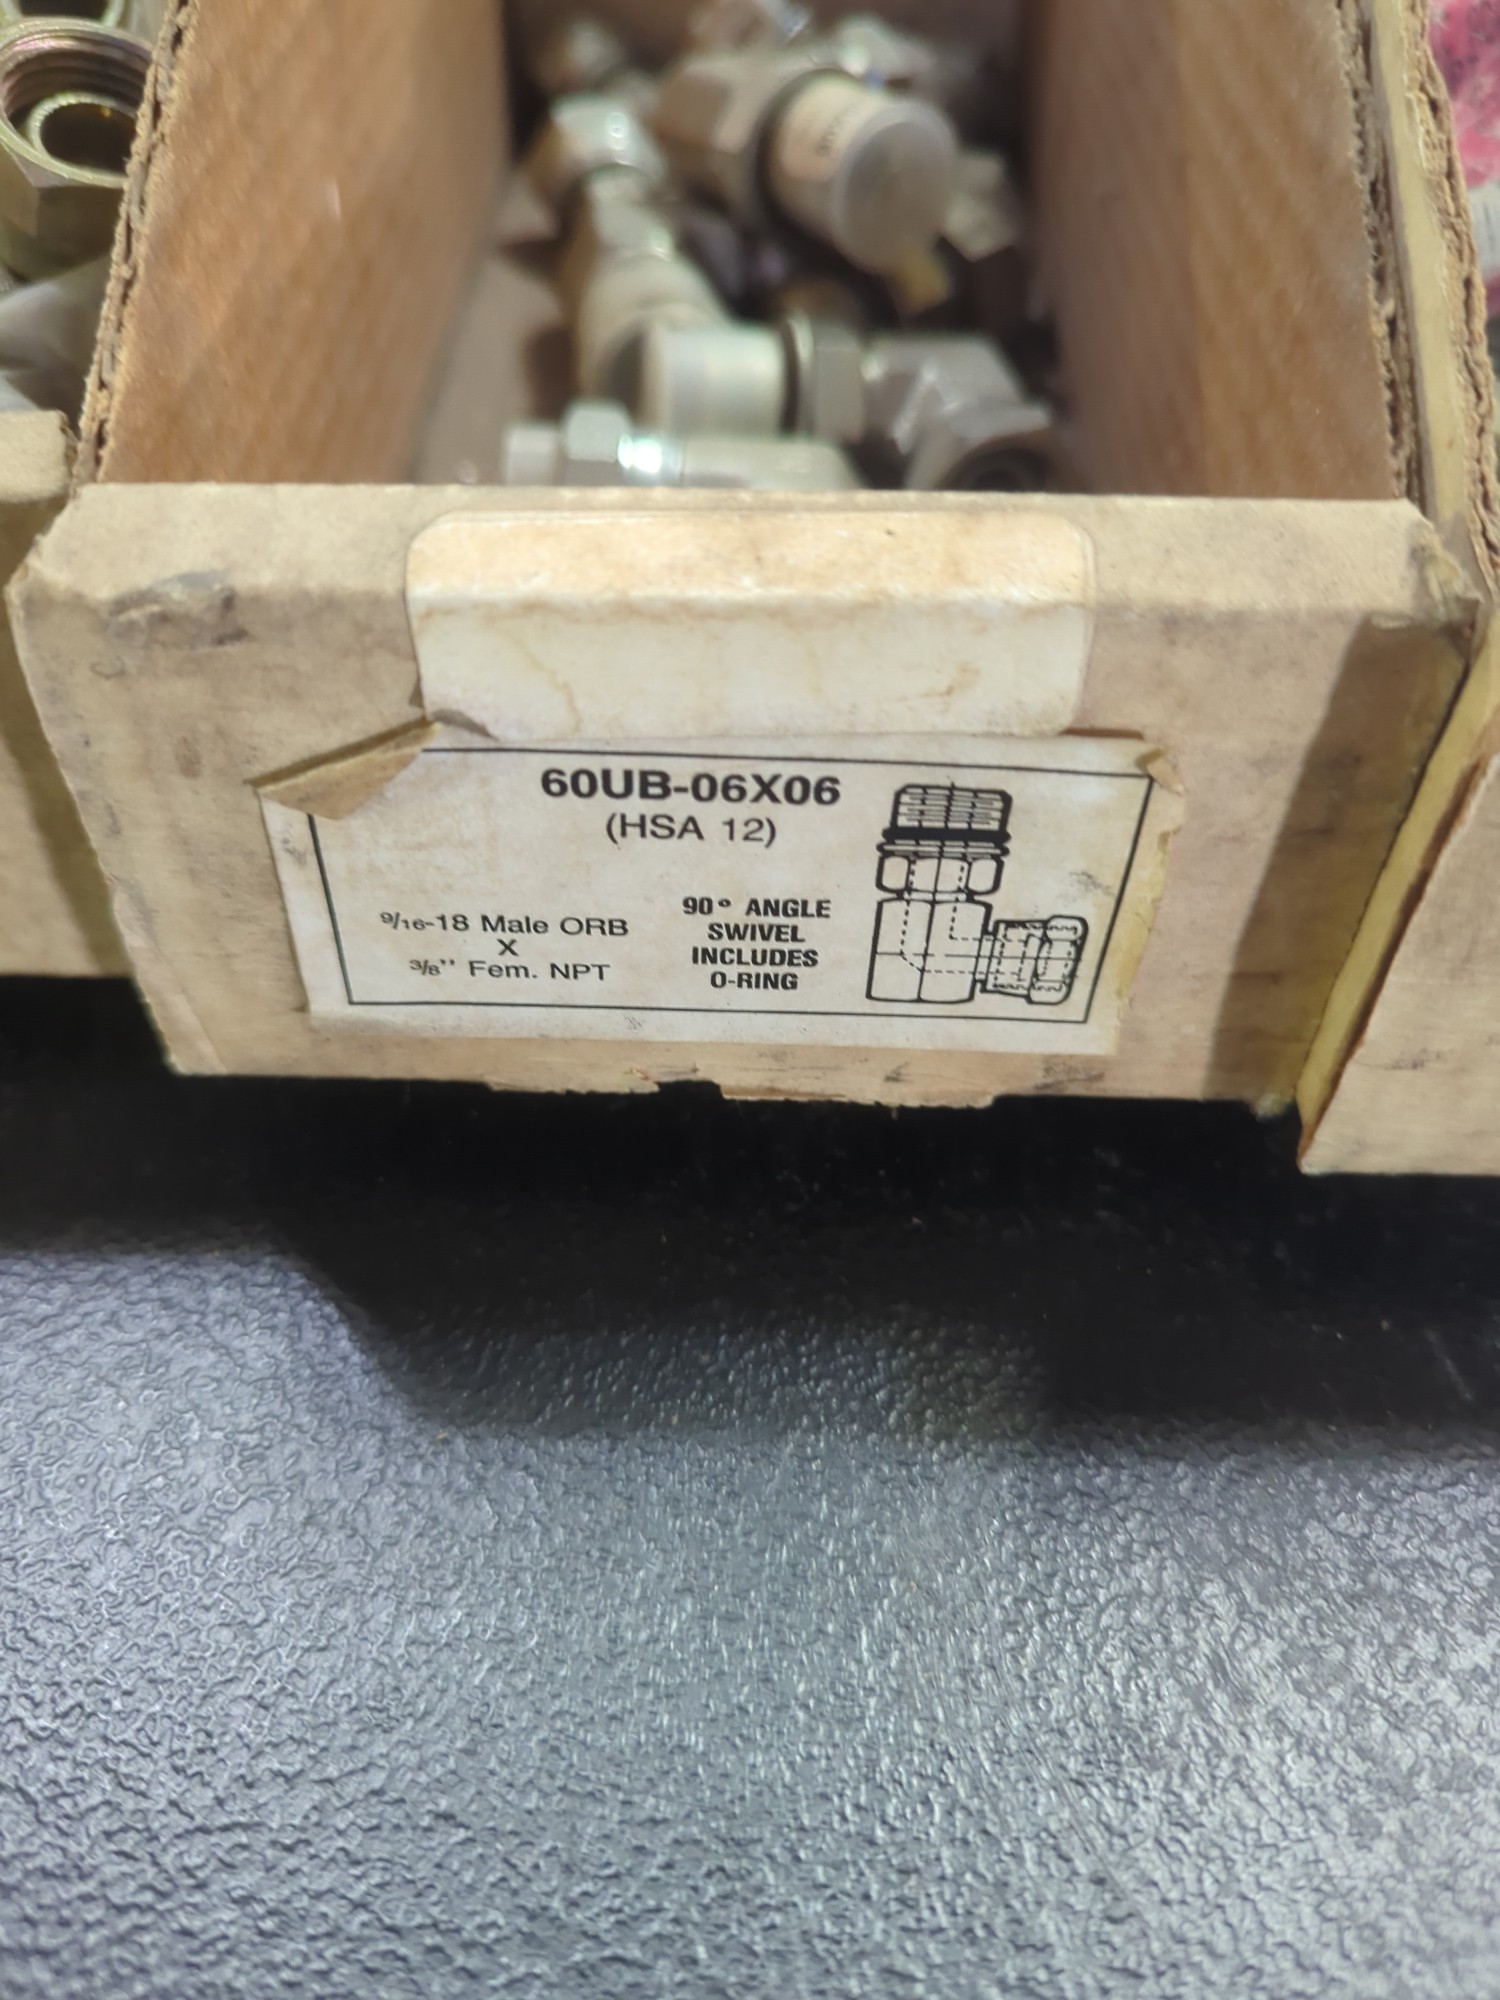 60UB-06X06
(HSA 12)
9/16-18 Male ORB
X
3/8" Fem. NPT
90° ANGLE
SWIVEL
INCLUDES
O-RING